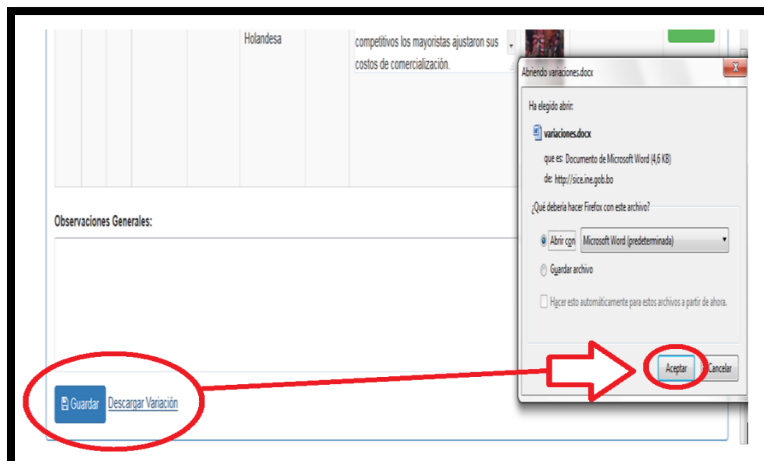 Holandesa
competitivos los mayoristas ajustaron sus
costos de comercialización.
Observaciones Generales:
Guardar Descargar Variación
Abriendo variaciones.docx
X
Ha elegido abrir:
variaciones.docx
que es: Documento de Microsoft Word (4,6 KB)
de: http://sice.ine.gob.bo
¿Qué debería hacer Firefox con este archivo?
Abrir con Microsoft Word (predeterminada)
Guardar archivo
Hacer esto automáticamente para estos archivos a partir de ahora.
Aceptar Cancelar